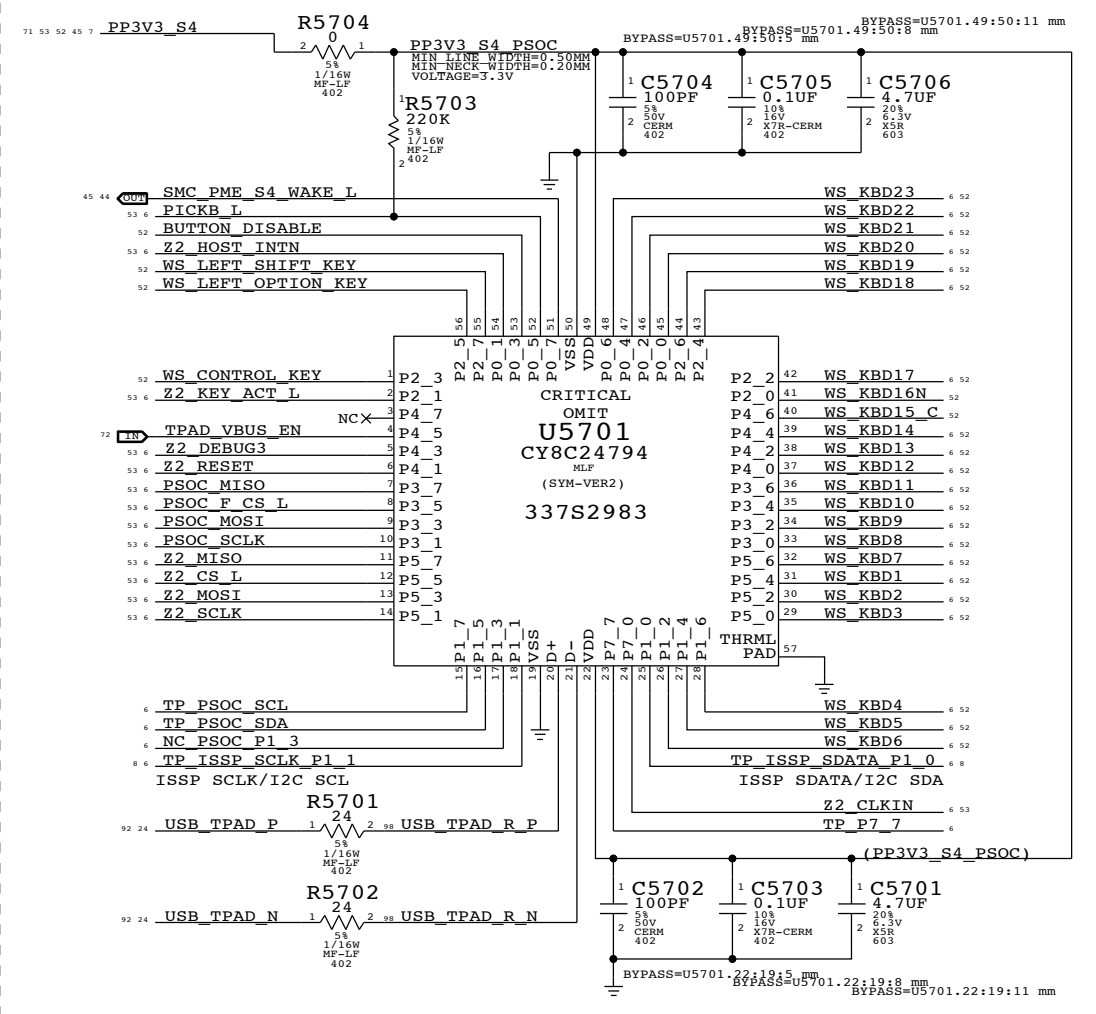 BYPASS=U5701.49:50:11 mm
BYPASS=U5701.49:50:8 mm
BYPASS=U5701.49:50:5 mm
71 53 52 45 7 PP3V3_S4
R5704
0
2 1
5%
1/16W
MF-LF
402
PP3V3_S4_PSOC
MIN_LINE_WIDTH=0.50MM
MIN_NECK_WIDTH=0.20MM
VOLTAGE=3.3V
1
R5703
220K
5%
1/16W
MF-LF
402
2
1
C5704
100PF
5%
50V
CERM
402
2
1
C5705
0.1UF
10%
16V
X7R-CERM
402
2
1
C5706
4.7UF
20%
6.3V
X5R
603
2
45 44 OUT SMC_PME_S4_WAKE_L
53 6 PICKB_L
52 BUTTON_DISABLE
53 6 Z2_HOST_INTN
52 WS_LEFT_SHIFT_KEY
52 WS_LEFT_OPTION_KEY
WS_KBD23 6 52
WS_KBD22 6 52
WS_KBD21 6 52
WS_KBD20 6 52
WS_KBD19 6 52
WS_KBD18 6 52
56 55 54 53 52 51 50 49 48 47 46 45 44 43
P2_5 P2_7 P0_1 P0_3 P0_5 P0_7 VSS VDD P0_6 P0_4 P0_2 P0_0 P2_6 P2_4
52 WS_CONTROL_KEY 1 P2_3
53 6 Z2_KEY_ACT_L 2 P2_1
NC 3 P4_7
72 IN TPAD_VBUS_EN 4 P4_5
53 6 Z2_DEBUG3 5 P4_3
53 6 Z2_RESET 6 P4_1
53 6 PSOC_MISO 7 P3_7
53 6 PSOC_F_CS_L 8 P3_5
53 6 PSOC_MOSI 9 P3_3
53 6 PSOC_SCLK 10 P3_1
53 6 Z2_MISO 11 P5_7
53 6 Z2_CS_L 12 P5_5
53 6 Z2_MOSI 13 P5_3
53 6 Z2_SCLK 14 P5_1
CRITICAL
OMIT
U5701
CY8C24794
MLF
(SYM-VER2)
337S2983
P2_2 42 WS_KBD17 6 52
P2_0 41 WS_KBD16N 52
P4_6 40 WS_KBD15_C 52
P4_4 39 WS_KBD14 6 52
P4_2 38 WS_KBD13 6 52
P4_0 37 WS_KBD12 6 52
P3_6 36 WS_KBD11 6 52
P3_4 35 WS_KBD10 6 52
P3_2 34 WS_KBD9 6 52
P3_0 33 WS_KBD8 6 52
P5_6 32 WS_KBD7 6 52
P5_4 31 WS_KBD1 6 52
P5_2 30 WS_KBD2 6 52
P5_0 29 WS_KBD3 6 52
THRML
PAD 57
P1_7 P1_5 P1_3 P1_1 VSS D+ D- VDD P7_7 P7_0 P1_0 P1_2 P1_4 P1_6
15 16 17 18 19 20 21 22 23 24 25 26 27 28
6 TP_PSOC_SCL
6 TP_PSOC_SDA
6 NC_PSOC_P1_3
8 6 TP_ISSP_SCLK_P1_1
ISSP SCLK/I2C SCL
WS_KBD4 6 52
WS_KBD5 6 52
WS_KBD6 6 52
TP_ISSP_SDATA_P1_0 6 8
ISSP SDATA/I2C SDA
Z2_CLKIN 6 53
TP_P7_7 6
R5701
24
92 24 USB_TPAD_P 1 2 98 USB_TPAD_R_P
5%
1/16W
MF-LF
402
R5702
24
92 24 USB_TPAD_N 1 2 98 USB_TPAD_R_N
5%
1/16W
MF-LF
402
(PP3V3_S4_PSOC)
1
C5702
100PF
5%
50V
CERM
402
2
1
C5703
0.1UF
10%
16V
X7R-CERM
402
2
1
C5701
4.7UF
20%
6.3V
X5R
603
2
BYPASS=U5701.22:19:5 mm
BYPASS=U5701.22:19:8 mm
BYPASS=U5701.22:19:11 mm